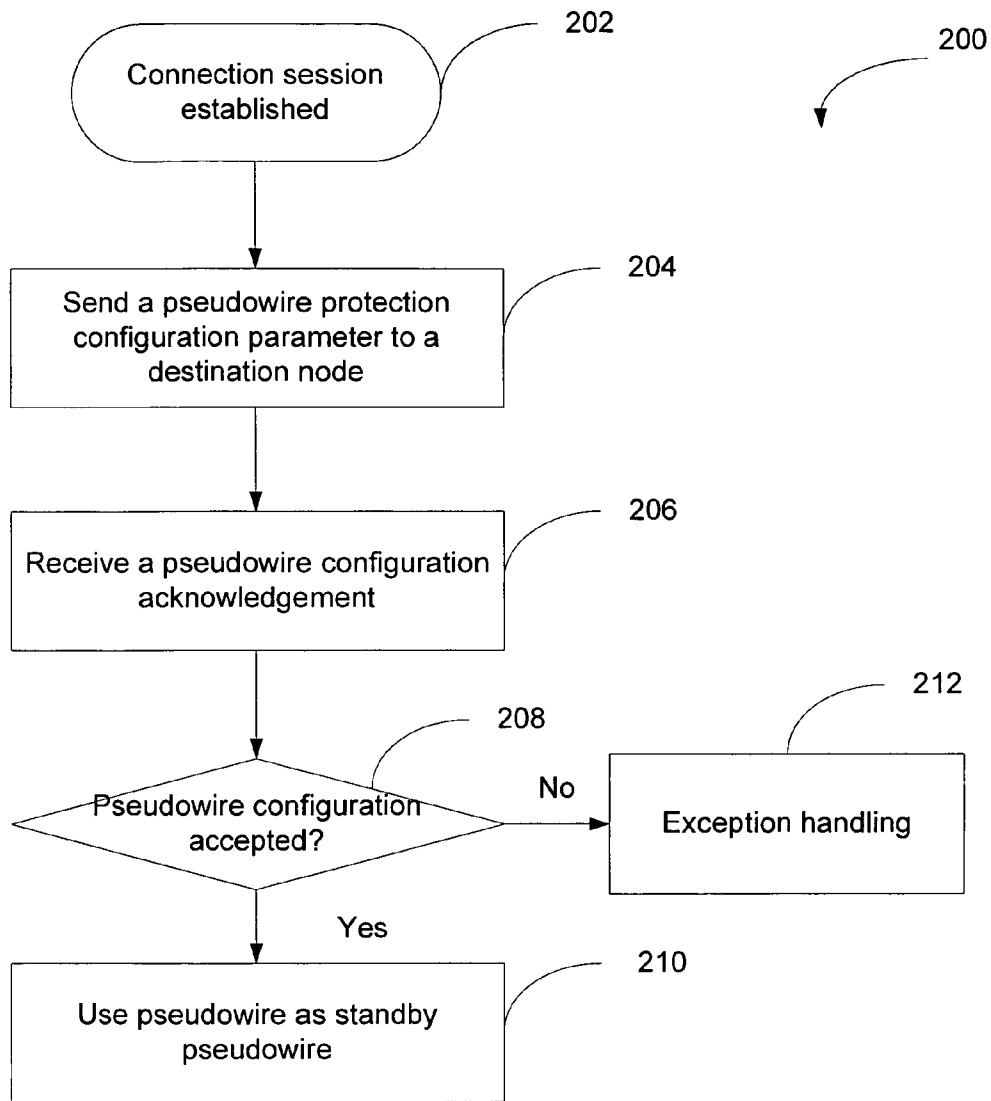 202
200
Connection session
established
204
Send a pseudowire protection
configuration parameter to a
destination node
206
Receive a pseudowire configuration
acknowledgement
212
208
Pseudowire configuration
accepted?
No
Exception handling
Yes
210
Use pseudowire as standby
pseudowire